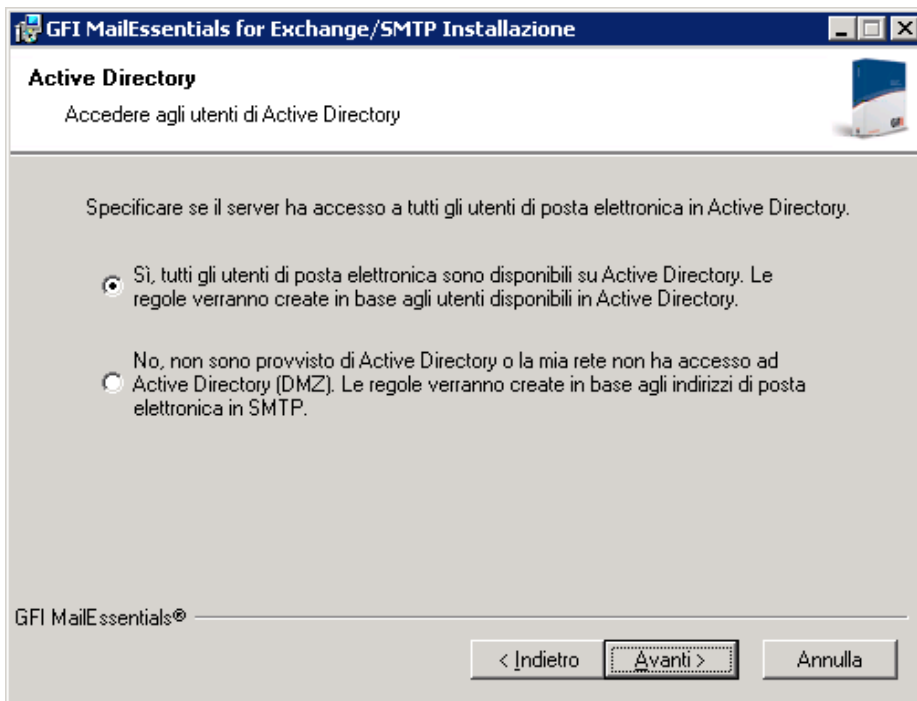 GFI MailEssentials for Exchange/SMTP Installazione
Active Directory
Accedere agli utenti di Active Directory
GFI
Specificare se il server ha accesso a tutti gli utenti di posta elettronica in Active Directory.
Sì, tutti gli utenti di posta elettronica sono disponibili su Active Directory. Le
regole verranno create in base agli utenti disponibili in Active Directory.
No, non sono provvisto di Active Directory o la mia rete non ha accesso ad
Active Directory (DMZ). Le regole verranno create in base agli indirizzi di posta
elettronica in SMTP.
GFI MailEssentials®
< Indietro
Avanti >
Annulla